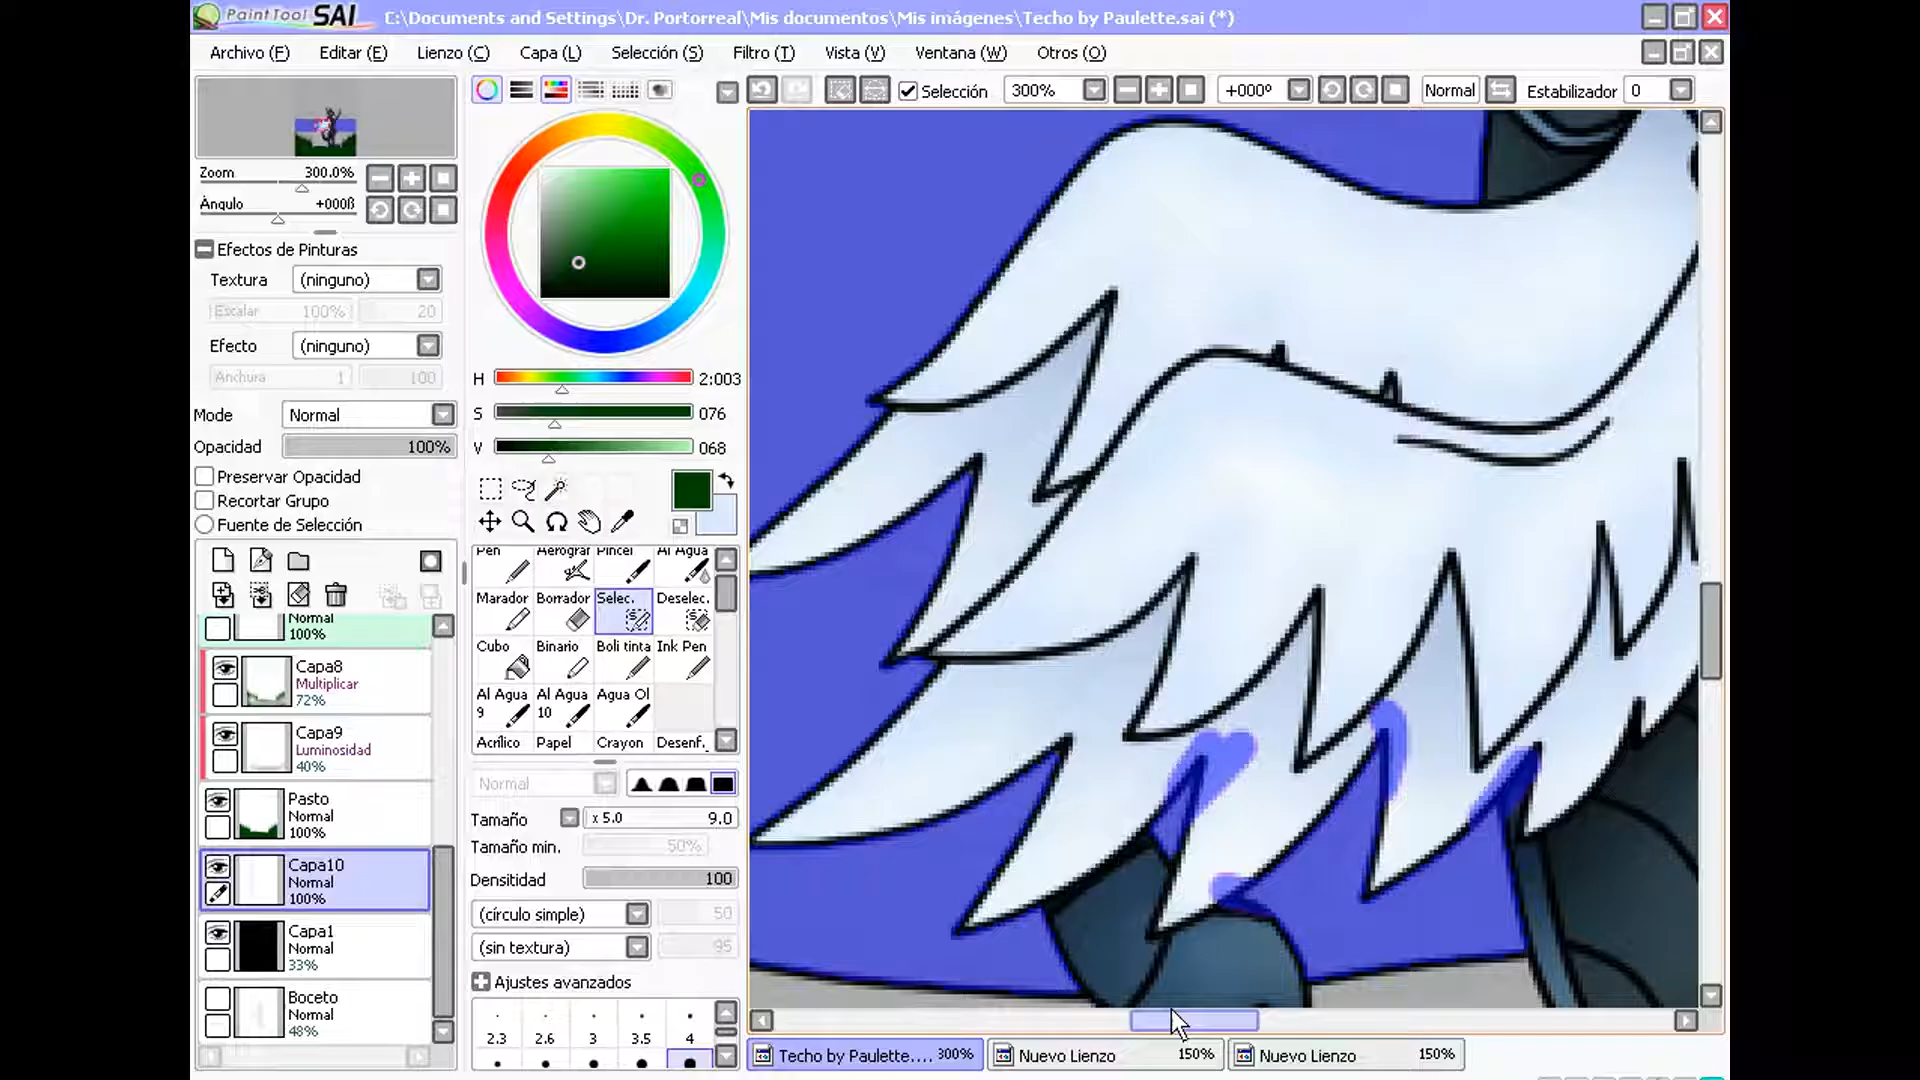 PaintTool SAI C:\Documents and Settings\Dr. Portorreal\Mis documentos\Mis imágenes\Techo by Paulette.sai (*)
Archivo (F) Editar (E) Lienzo (C) Capa (L) Selección (S) Filtro (T) Vista (V) Ventana (W) Otros (O)
Selección 300% +000º Normal Estabilizador 0
Zoom 300.0%
Ángulo +000ß
Efectos de Pinturas
Textura (ninguno)
Escalar 100% 20
Efecto (ninguno)
Anchura 1 100
Mode Normal
Opacidad 100%
Preservar Opacidad
Recortar Grupo
Fuente de Selección
Normal
100%
Capa8
Multiplicar
72%
Capa9
Luminosidad
40%
Pasto
Normal
100%
Capa10
Normal
100%
Capa1
Normal
33%
Boceto
Normal
48%
H 2:003
S 076
V 068
Pen Aerograf Pincel Al Agua
Marador Borrador Selec. Deselec.
Cubo Binario Boli tinta Ink Pen
Al Agua 9 Al Agua 10 Agua Ol
Acrílico Papel Crayon Desenf.
Normal
Tamaño x 5.0 9.0
Tamaño min. 50%
Densitidad 100
(círculo simple) 50
(sin textura) 95
Ajustes avanzados
2.3 2.6 3 3.5 4
Techo by Paulette.... 300% Nuevo Lienzo 150% Nuevo Lienzo 150%